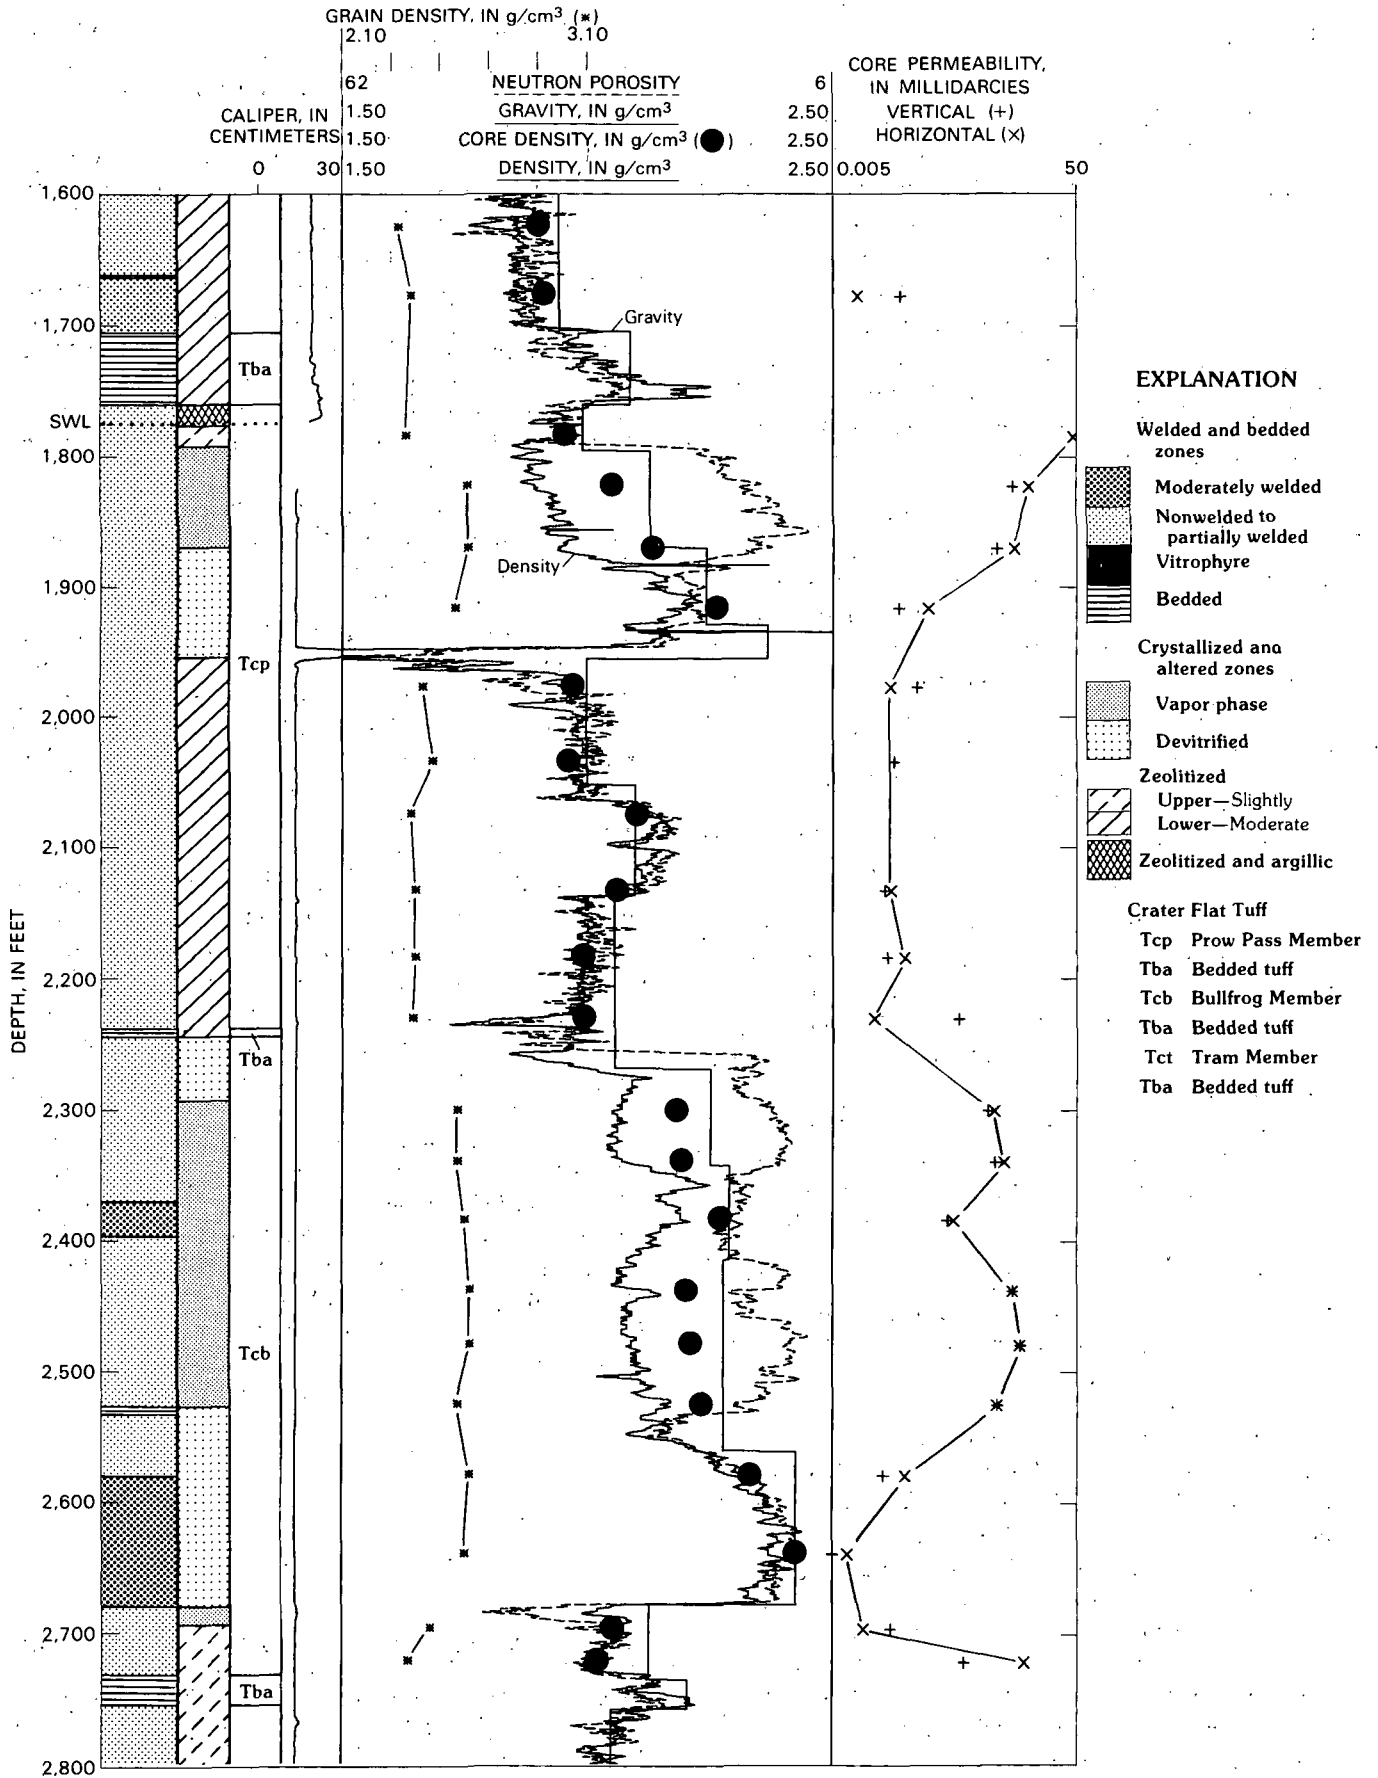 GRAIN DENSITY, IN g/cm³ (*)
2.10 3.10
62 NEUTRON POROSITY 6
1.50 GRAVITY, IN g/cm³ 2.50
1.50 CORE DENSITY, IN g/cm³ (●) 2.50
1.50 DENSITY, IN g/cm³ 2.50
CALIPER, IN
CENTIMETERS
0 30
CORE PERMEABILITY,
IN MILLIDARCIES
VERTICAL (+)
HORIZONTAL (×)
0.005 50
DEPTH, IN FEET
1,600
1,700
SWL
1,800
1,900
2,000
2,100
2,200
2,300
2,400
2,500
2,600
2,700
2,800
Tba
Tcp
Tba
Tcb
Tba
Gravity
Density
EXPLANATION
Welded and bedded
zones
Moderately welded
Nonwelded to
partially welded
Vitrophyre
Bedded
Crystallized and
altered zones
Vapor phase
Devitrified
Zeolitized
Upper—Slightly
Lower—Moderate
Zeolitized and argillic
Crater Flat Tuff
Tcp Prow Pass Member
Tba Bedded tuff
Tcb Bullfrog Member
Tba Bedded tuff
Tct Tram Member
Tba Bedded tuff